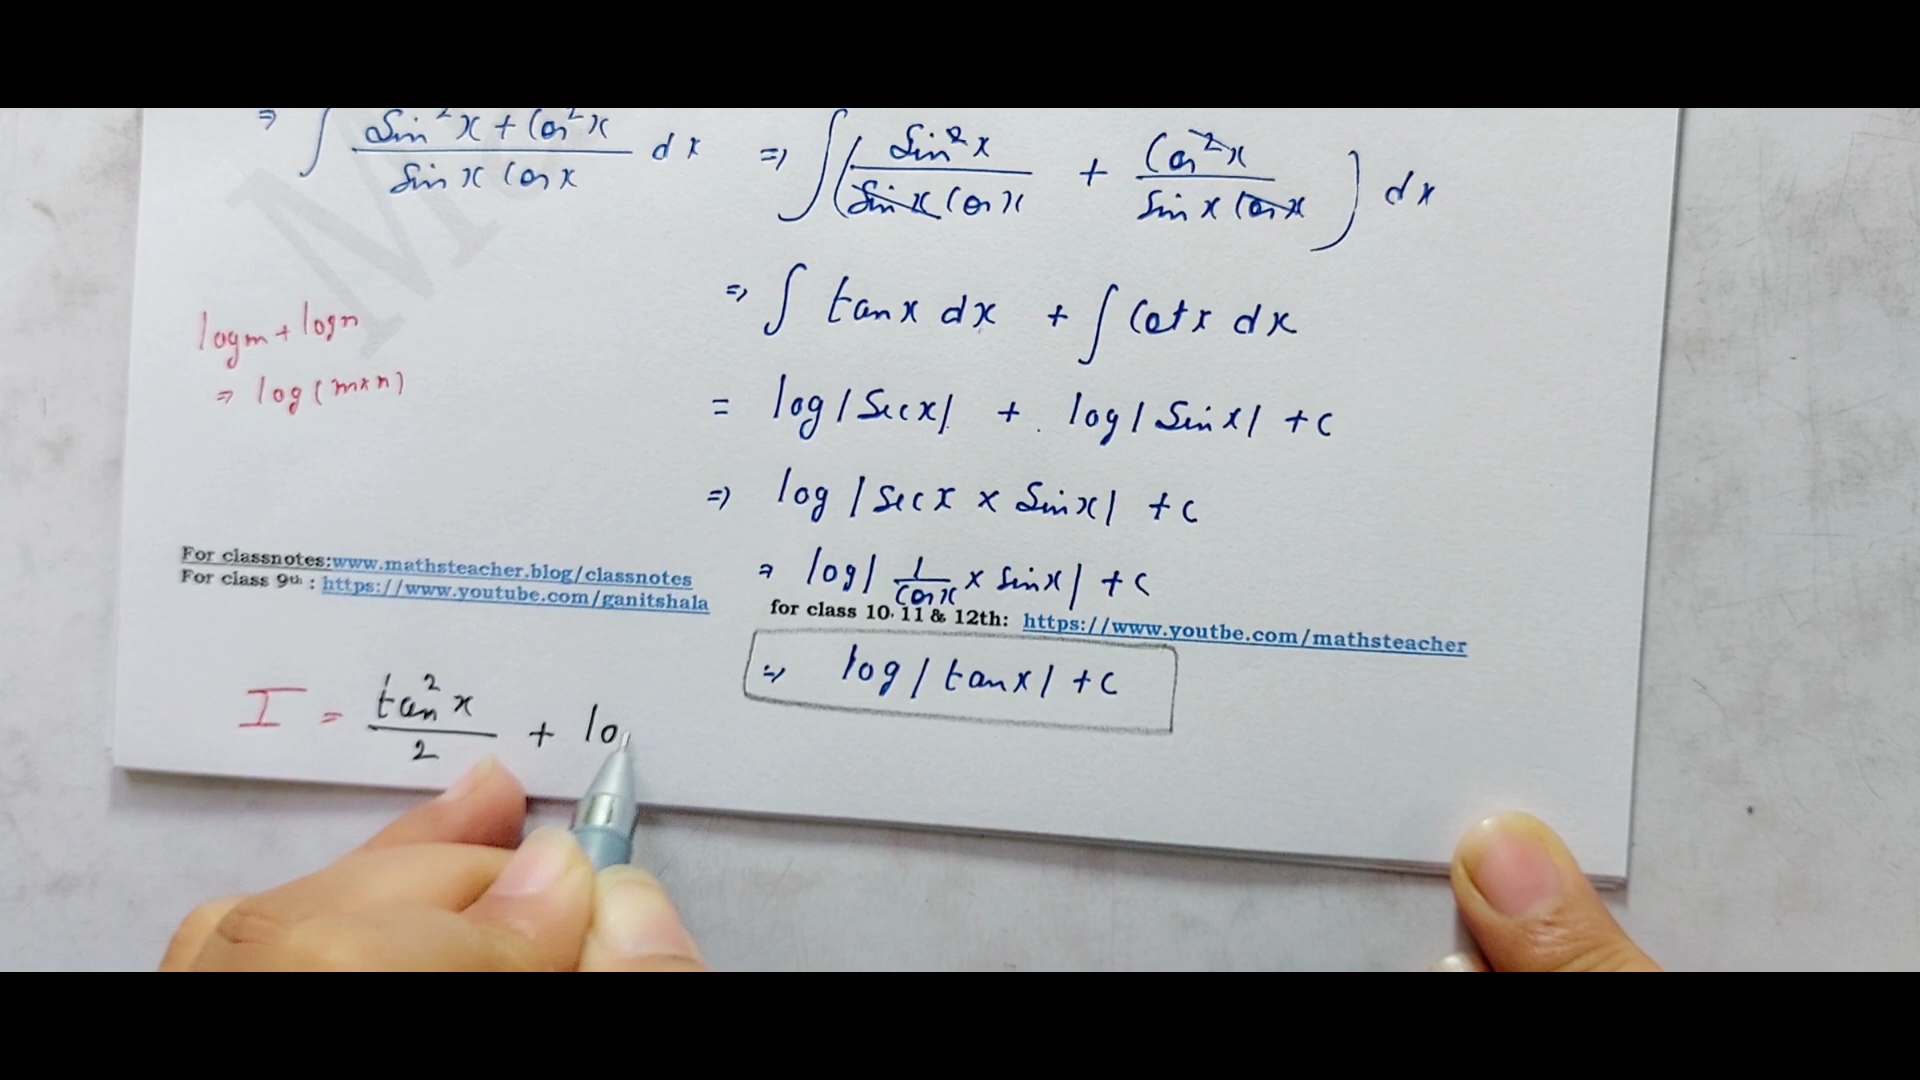 ⇒ ∫ Sin²x + Cos²x / Sin x Cos x dx ⇒ ∫ ( Sin²x / Sin x Cos x + Cos²x / Sin x Cos x ) dx
⇒ ∫ tan x dx + ∫ Cot x dx
log m + log n
⇒ log (m×n)
= log |Sec x| + log |Sin x| + c
⇒ log |Sec x × Sin x| + c
For classnotes:www.mathsteacher.blog/classnotes
For class 9th : https://www.youtube.com/ganitshala
⇒ log | 1/Cos x × Sin x | + c
for class 10, 11 & 12th: https://www.youtbe.com/mathsteacher
⇒ log |tan x| + c
I = tan²x / 2 + lo